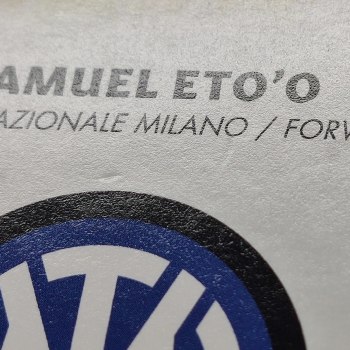 AMUEL ETO'O
AZIONALE MILANO / FORW